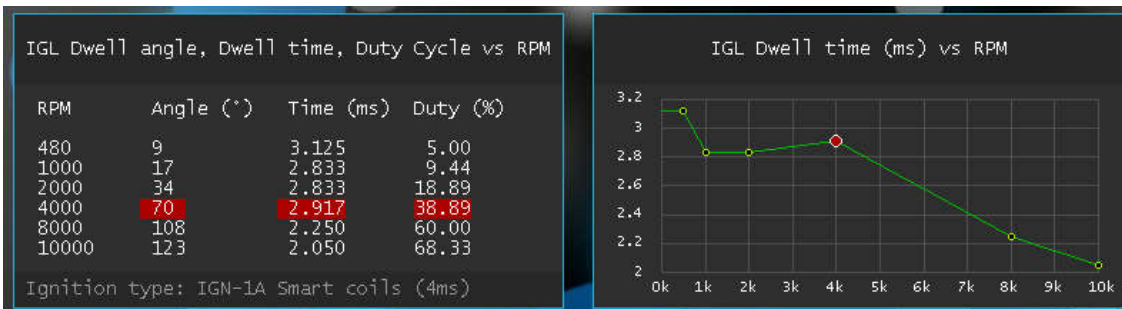 IGL Dwell angle, Dwell time, Duty Cycle vs RPM
RPM Angle (°) Time (ms) Duty (%)
480 9 3.125 5.00
1000 17 2.833 9.44
2000 34 2.833 18.89
4000 70 2.917 38.89
8000 108 2.250 60.00
10000 123 2.050 68.33
Ignition type: IGN-1A Smart coils (4ms)
IGL Dwell time (ms) vs RPM
3.2
3
2.8
2.6
2.4
2.2
2
0k 1k 2k 3k 4k 5k 6k 7k 8k 9k 10k